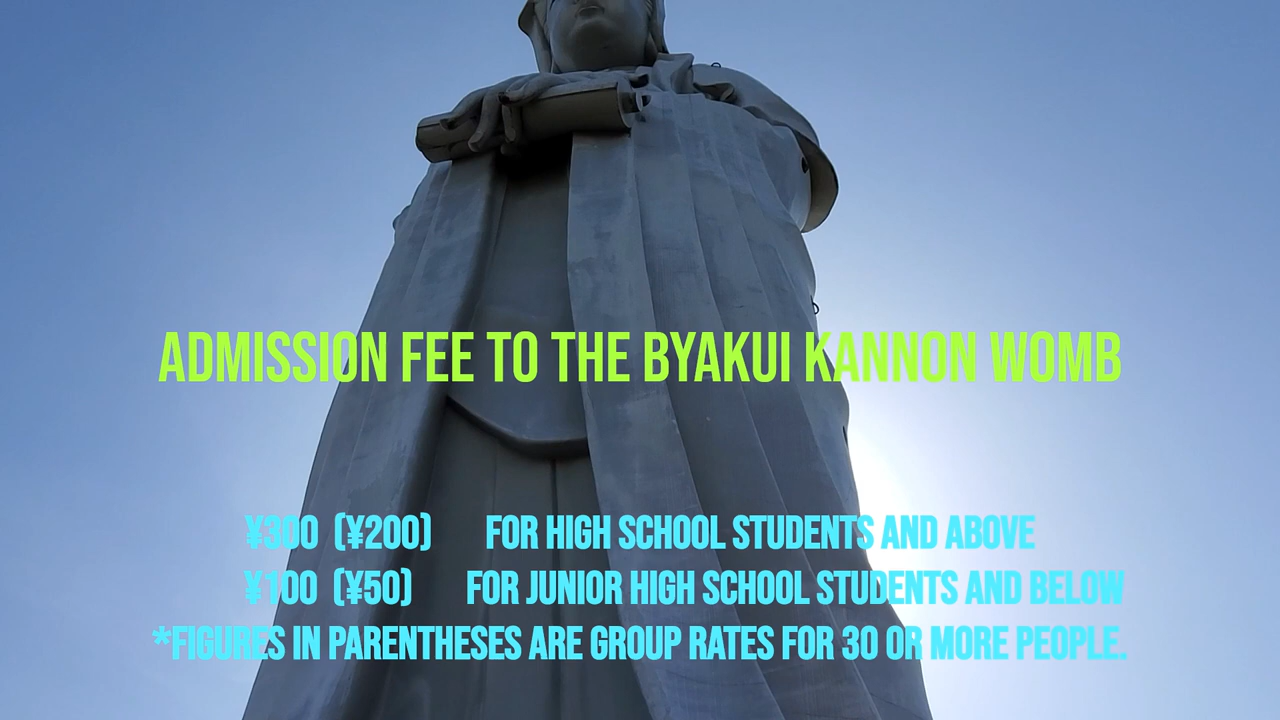 ADMISSION FEE TO THE BYAKUI KANNON WOMB
¥300 (¥200) FOR HIGH SCHOOL STUDENTS AND ABOVE
¥100 (¥50) FOR JUNIOR HIGH SCHOOL STUDENTS AND BELOW
*FIGURES IN PARENTHESES ARE GROUP RATES FOR 30 OR MORE PEOPLE.